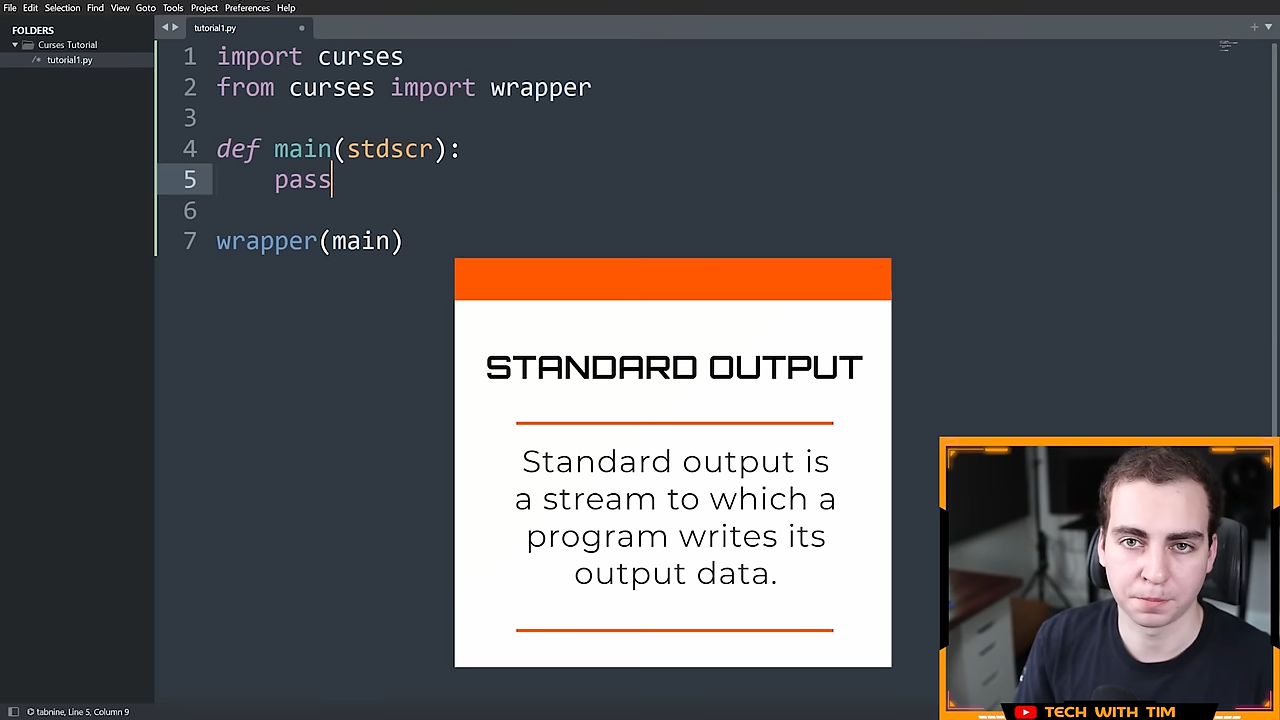 File Edit Selection Find View Goto Tools Project Preferences Help
FOLDERS
Curses Tutorial
/* tutorial1.py
tutorial1.py
1 import curses
2 from curses import wrapper
3
4 def main(stdscr):
5 pass
6
7 wrapper(main)
STANDARD OUTPUT
Standard output is
a stream to which a
program writes its
output data.
TECH WITH TIM
tabnine, Line 5, Column 9